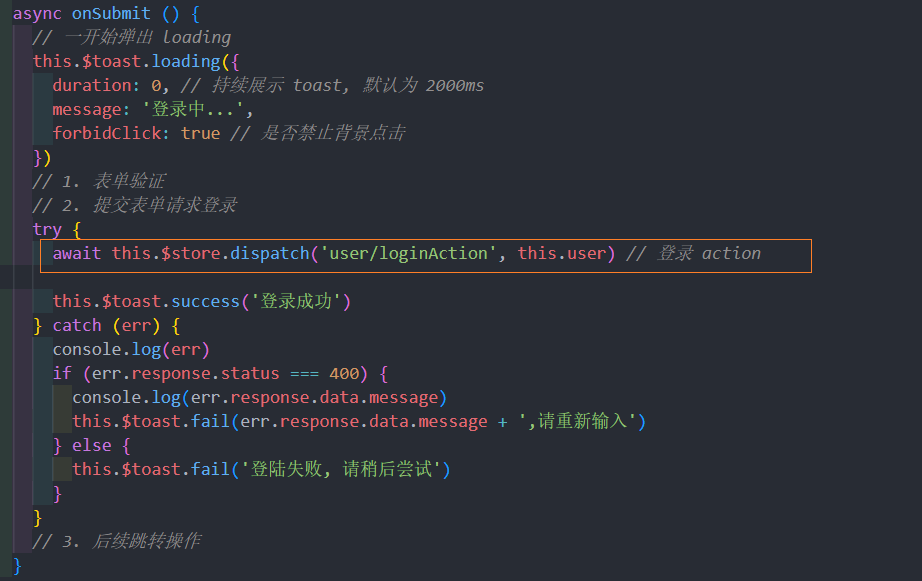 async onSubmit () {
// 一开始弹出 loading
this.$toast.loading({
duration: 0, // 持续展示 toast, 默认为 2000ms
message: '登录中...',
forbidClick: true // 是否禁止背景点击
})
// 1. 表单验证
// 2. 提交表单请求登录
try {
await this.$store.dispatch('user/loginAction', this.user) // 登录 action
this.$toast.success('登录成功')
} catch (err) {
console.log(err)
if (err.response.status === 400) {
console.log(err.response.data.message)
this.$toast.fail(err.response.data.message + ',请重新输入')
} else {
this.$toast.fail('登陆失败, 请稍后尝试')
}
}
// 3. 后续跳转操作
}